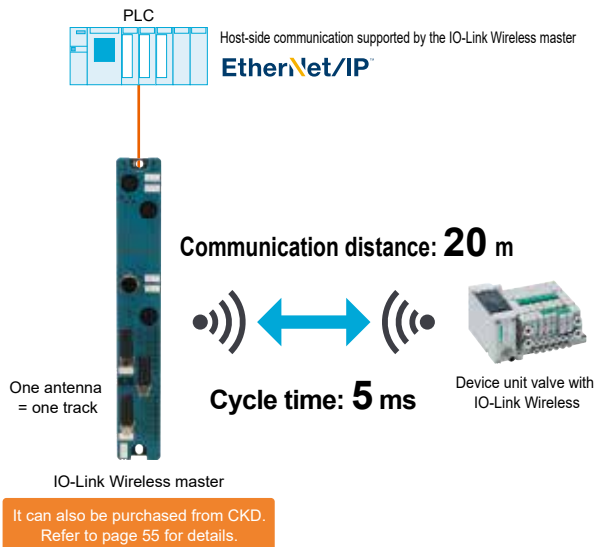 PLC
Host-side communication supported by the IO-Link Wireless master
EtherNet/IP™
Communication distance: 20 m
Cycle time: 5 ms
One antenna
= one track
Device unit valve with
IO-Link Wireless
IO-Link Wireless master
It can also be purchased from CKD.
Refer to page 55 for details.